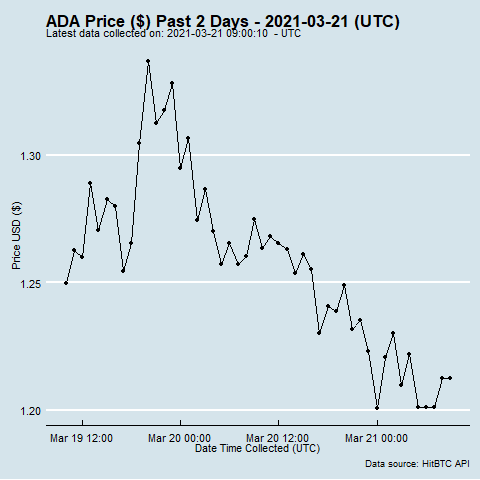 ADA Price ($) Past 2 Days - 2021-03-21 (UTC)
Latest data collected on: 2021-03-21 09:00:10  - UTC
1.30
1.25
1.20
Price USD ($)
Mar 19 12:00
Mar 20 00:00
Mar 20 12:00
Mar 21 00:00
Date Time Collected (UTC)
Data source: HitBTC API